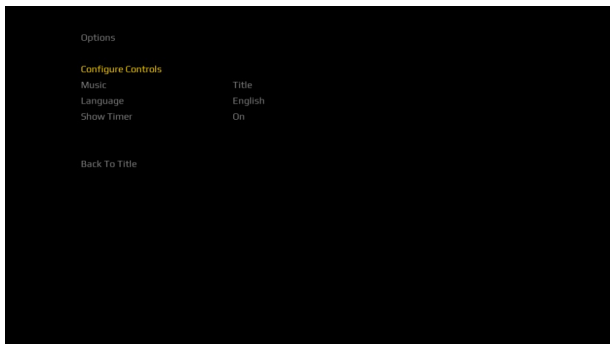 Options
Configure Controls
Music Title
Language English
Show Timer On
Back To Title